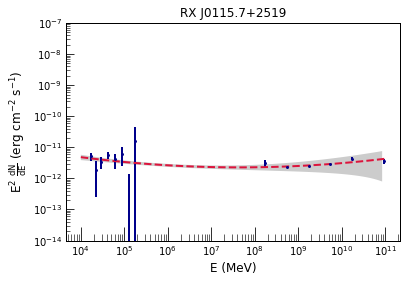 RX J0115.7+2519
E² dN/dE (erg cm⁻² s⁻¹)
10⁻⁷
10⁻⁸
10⁻⁹
10⁻¹⁰
10⁻¹¹
10⁻¹²
10⁻¹³
10⁻¹⁴
10⁴ 10⁵ 10⁶ 10⁷ 10⁸ 10⁹ 10¹⁰ 10¹¹
E (MeV)